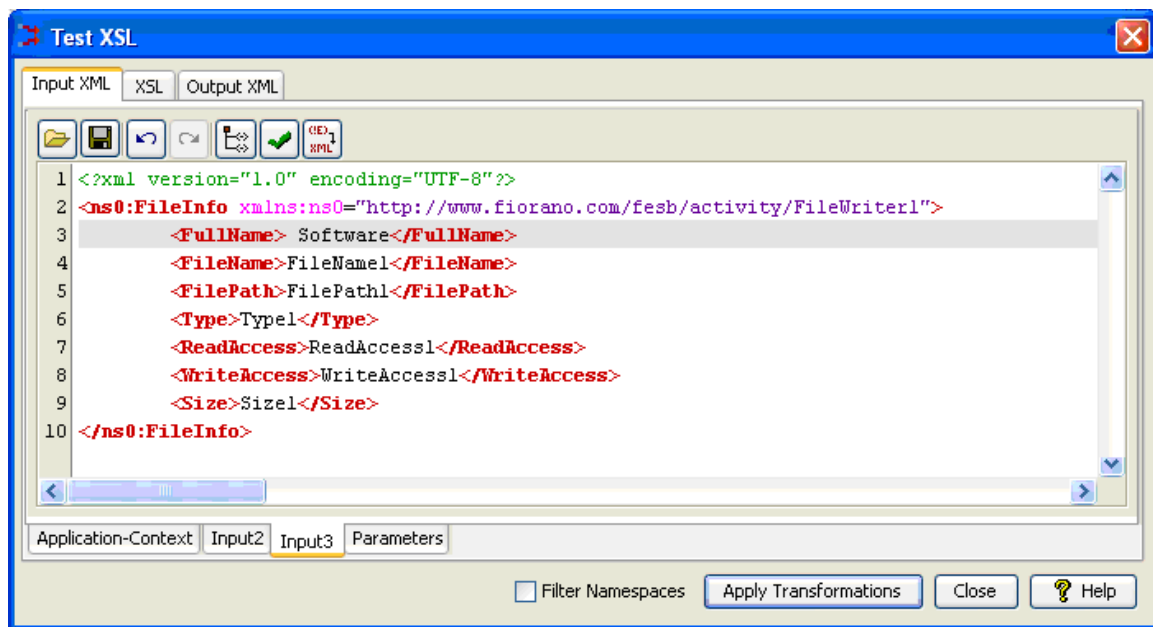 Test XSL
Input XML XSL Output XML
(!E) XML
1 <?xml version="1.0" encoding="UTF-8"?>
2 <ns0:FileInfo xmlns:ns0="http://www.fiorano.com/fesb/activity/FileWriter1">
3 <FullName> Software</FullName>
4 <FileName>FileName1</FileName>
5 <FilePath>FilePath1</FilePath>
6 <Type>Type1</Type>
7 <ReadAccess>ReadAccess1</ReadAccess>
8 <WriteAccess>WriteAccess1</WriteAccess>
9 <Size>Size1</Size>
10 </ns0:FileInfo>
Application-Context Input2 Input3 Parameters
Filter Namespaces Apply Transformations Close Help